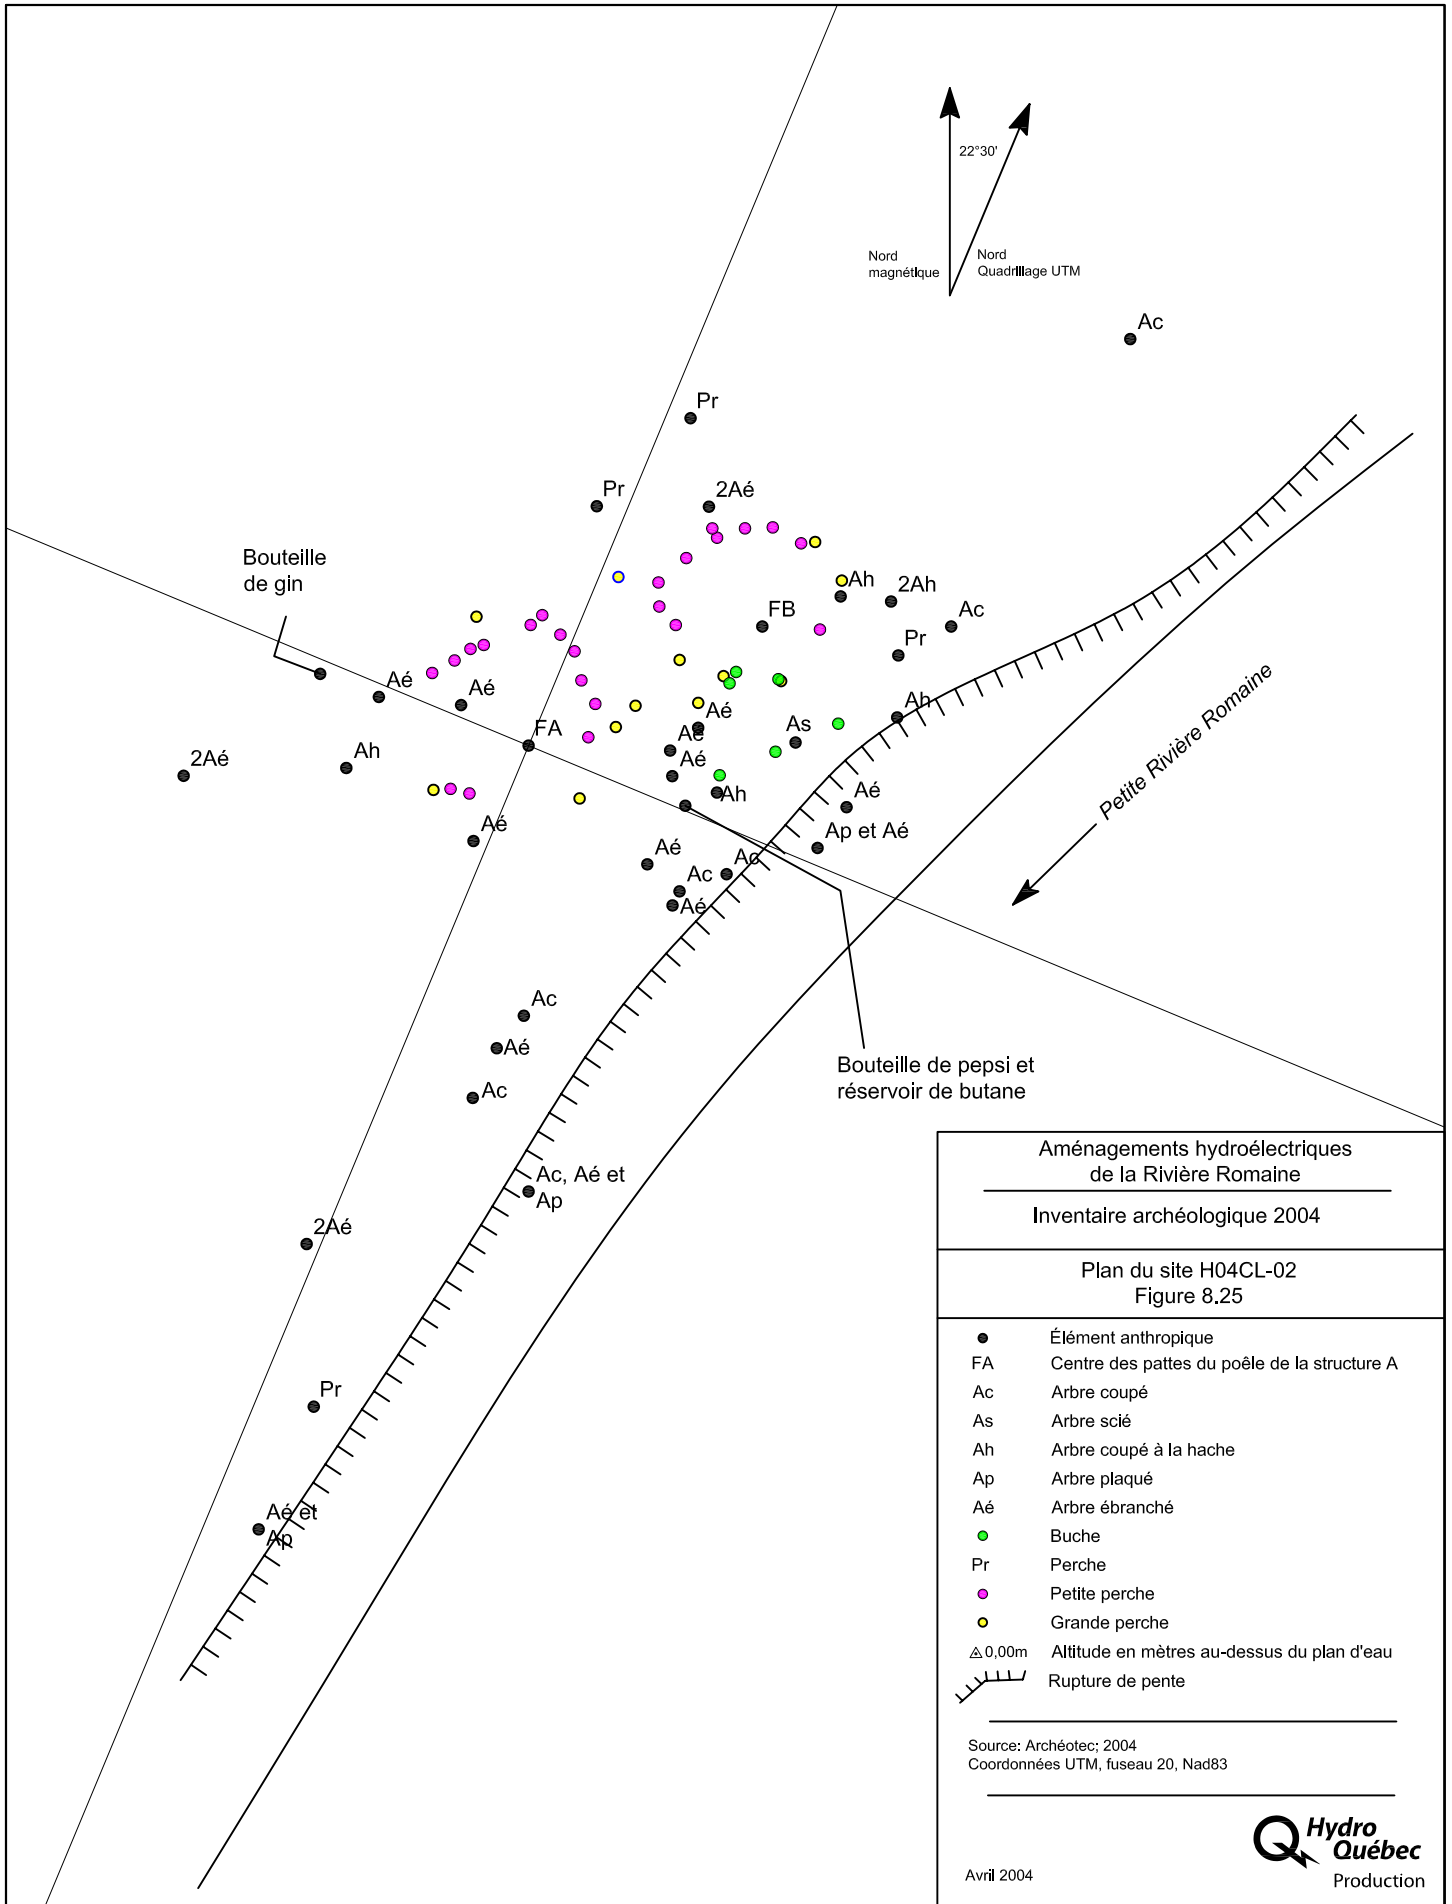 22°30'
Nord
magnétique
Nord
Quadrillage UTM
Ac
Pr
Pr
2Aé
Bouteille
de gin
Ah
2Ah
FB
Ac
Pr
Aé
Aé
Ah
FA
Aé
As
Aé
2Aé
Ah
Aé
Petite Rivière Romaine
Ah
Aé
Aé
Ap et Aé
Aé
Ac
Ac
Aé
Ac
Aé
Bouteille de pepsi et
réservoir de butane
Ac
Ac, Aé et
Ap
2Aé
Pr
Aé et
Ap
Aménagements hydroélectriques
de la Rivière Romaine
Inventaire archéologique 2004
Plan du site H04CL-02
Figure 8.25
Élément anthropique
FA Centre des pattes du poêle de la structure A
Ac Arbre coupé
As Arbre scié
Ah Arbre coupé à la hache
Ap Arbre plaqué
Aé Arbre ébranché
Buche
Pr Perche
Petite perche
Grande perche
0,00m Altitude en mètres au-dessus du plan d'eau
Rupture de pente
Source: Archéotec; 2004
Coordonnées UTM, fuseau 20, Nad83
Hydro
Québec
Production
Avril 2004